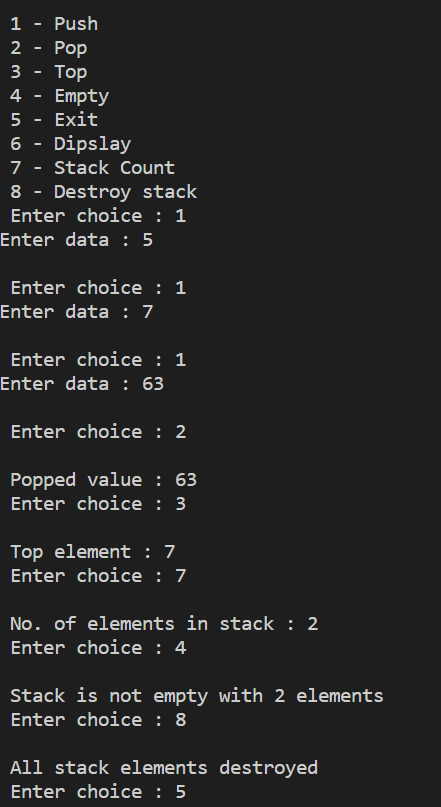 1 - Push
2 - Pop
3 - Top
4 - Empty
5 - Exit
6 - Dipslay
7 - Stack Count
8 - Destroy stack
Enter choice : 1
Enter data : 5
Enter choice : 1
Enter data : 7
Enter choice : 1
Enter data : 63
Enter choice : 2
Popped value : 63
Enter choice : 3
Top element : 7
Enter choice : 7
No. of elements in stack : 2
Enter choice : 4
Stack is not empty with 2 elements
Enter choice : 8
All stack elements destroyed
Enter choice : 5